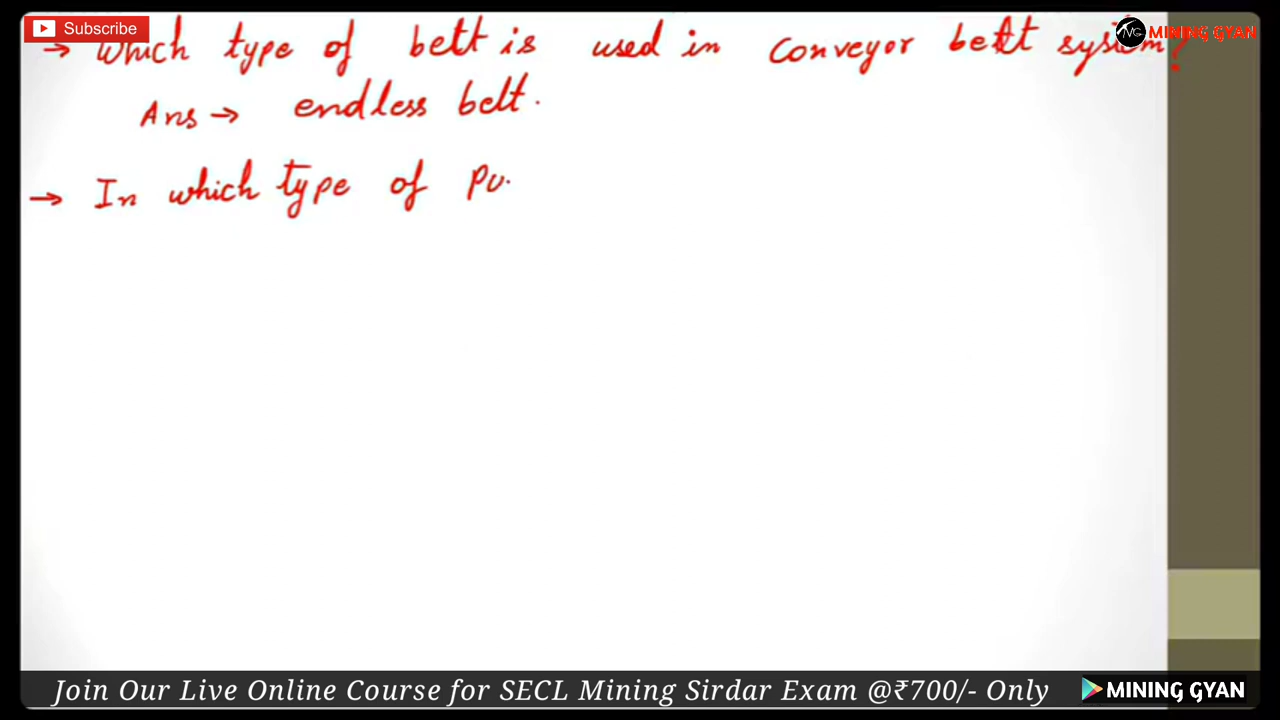 Subscribe
MINING GYAN
→ Which type of belt is used in conveyor belt system?
Ans → endless belt.
→ In which type of
Join Our Live Online Course for SECL Mining Sirdar Exam @₹700/- Only
MINING GYAN